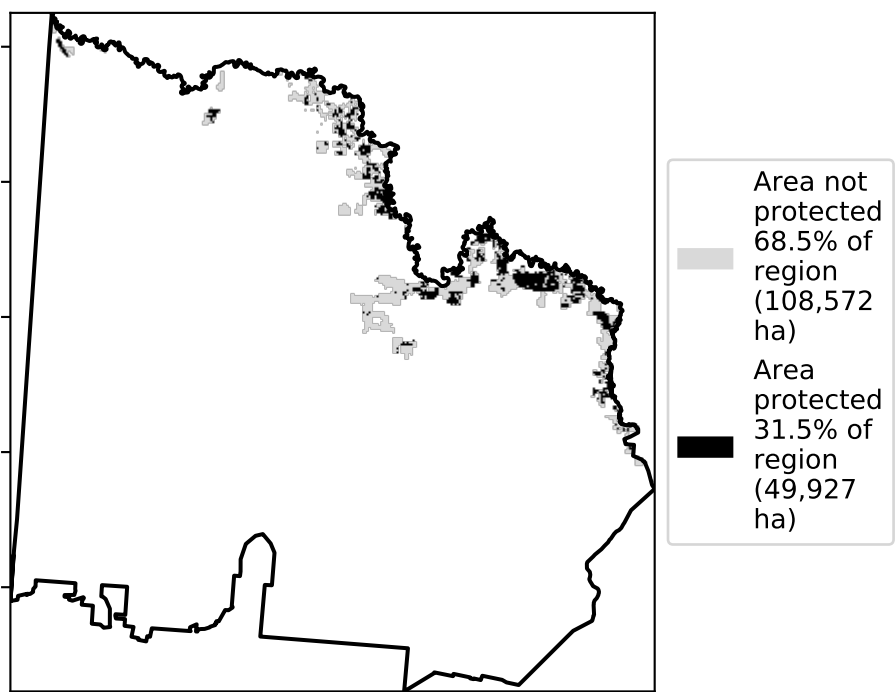 Area not
protected
68.5% of
region
(108,572
ha)
Area
protected
31.5% of
region
(49,927
ha)